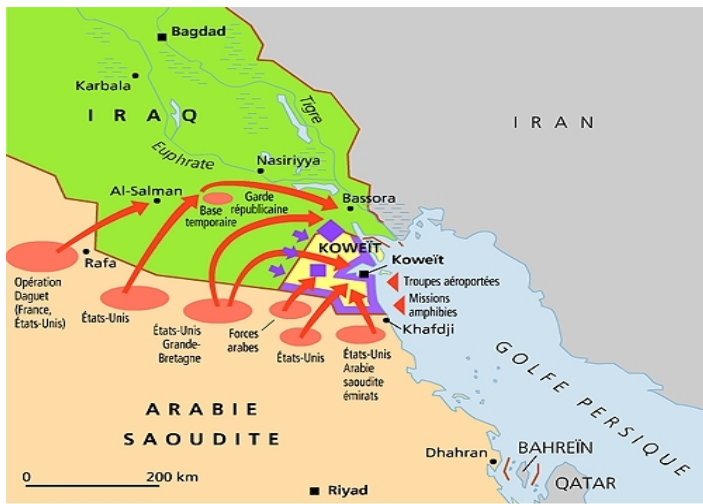 Bagdad
Karbala
IRAQ
Tigre
IRAN
Euphrate
Nasiriyya
Al-Salman
Base
temporaire
Garde
républicaine
Bassora
Rafa
KOWEÏT
Koweït
Opération
Daguet
(France,
États-Unis)
États-Unis
États-Unis
Grande-
Bretagne
Forces
arabes
États-Unis
États-Unis
Arabie
saoudite
émirats
Troupes aéroportées
Missions
amphibies
Khafdji
GOLFE PERSIQUE
ARABIE
SAOUDITE
Dhahran
BAHREÏN
QATAR
0 200 km
Riyad